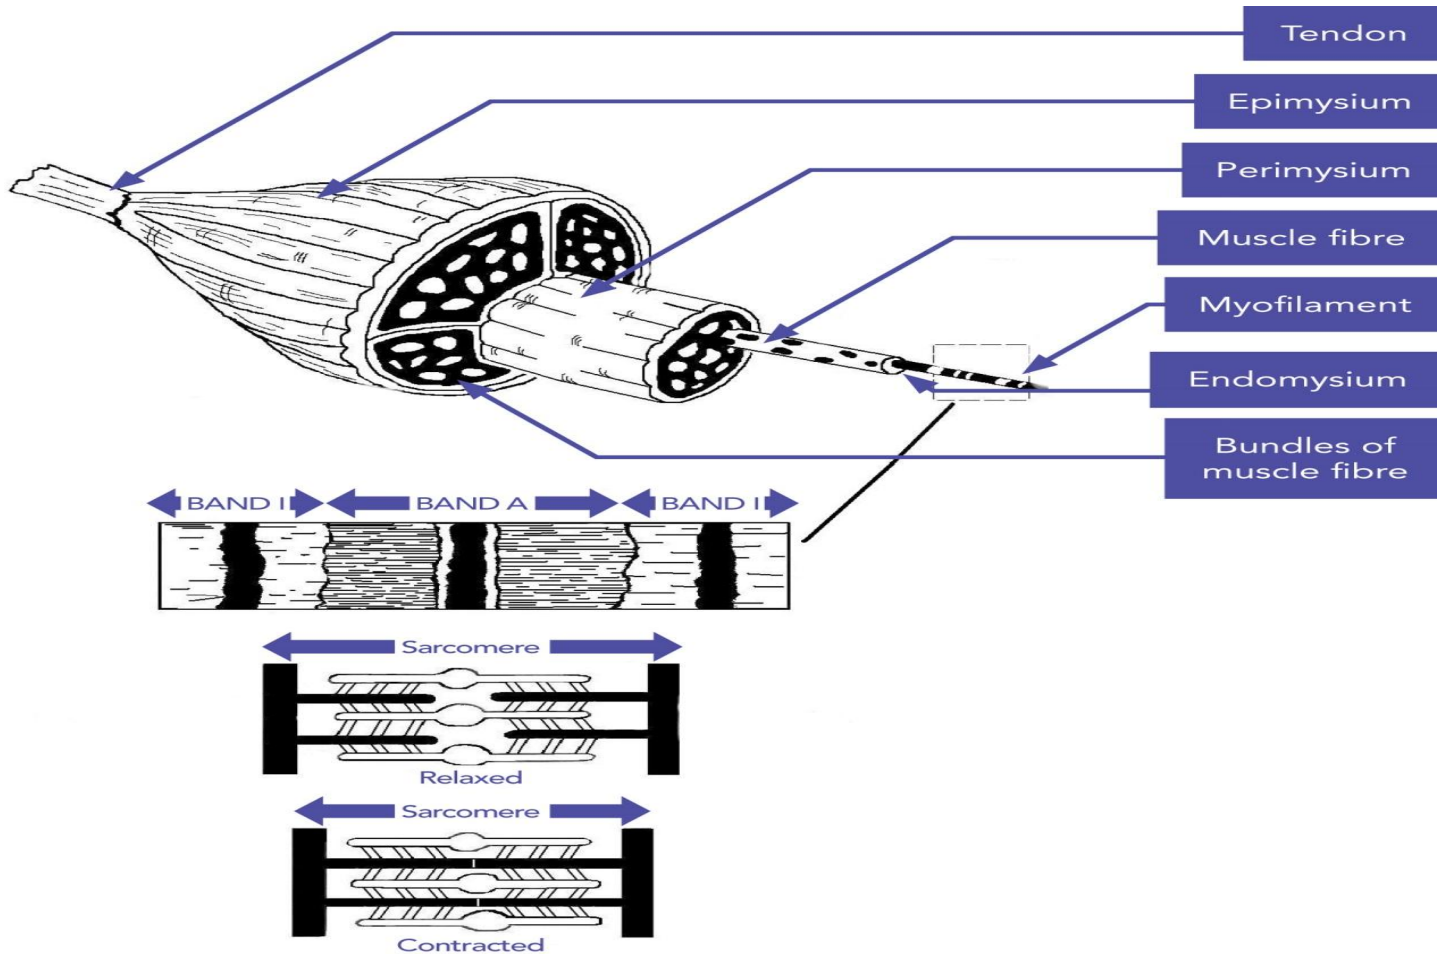 Tendon
Epimysium
Perimysium
Muscle fibre
Myofilament
Endomysium
Bundles of
muscle fibre
BAND I BAND A BAND I
Sarcomere
Relaxed
Sarcomere
Contracted